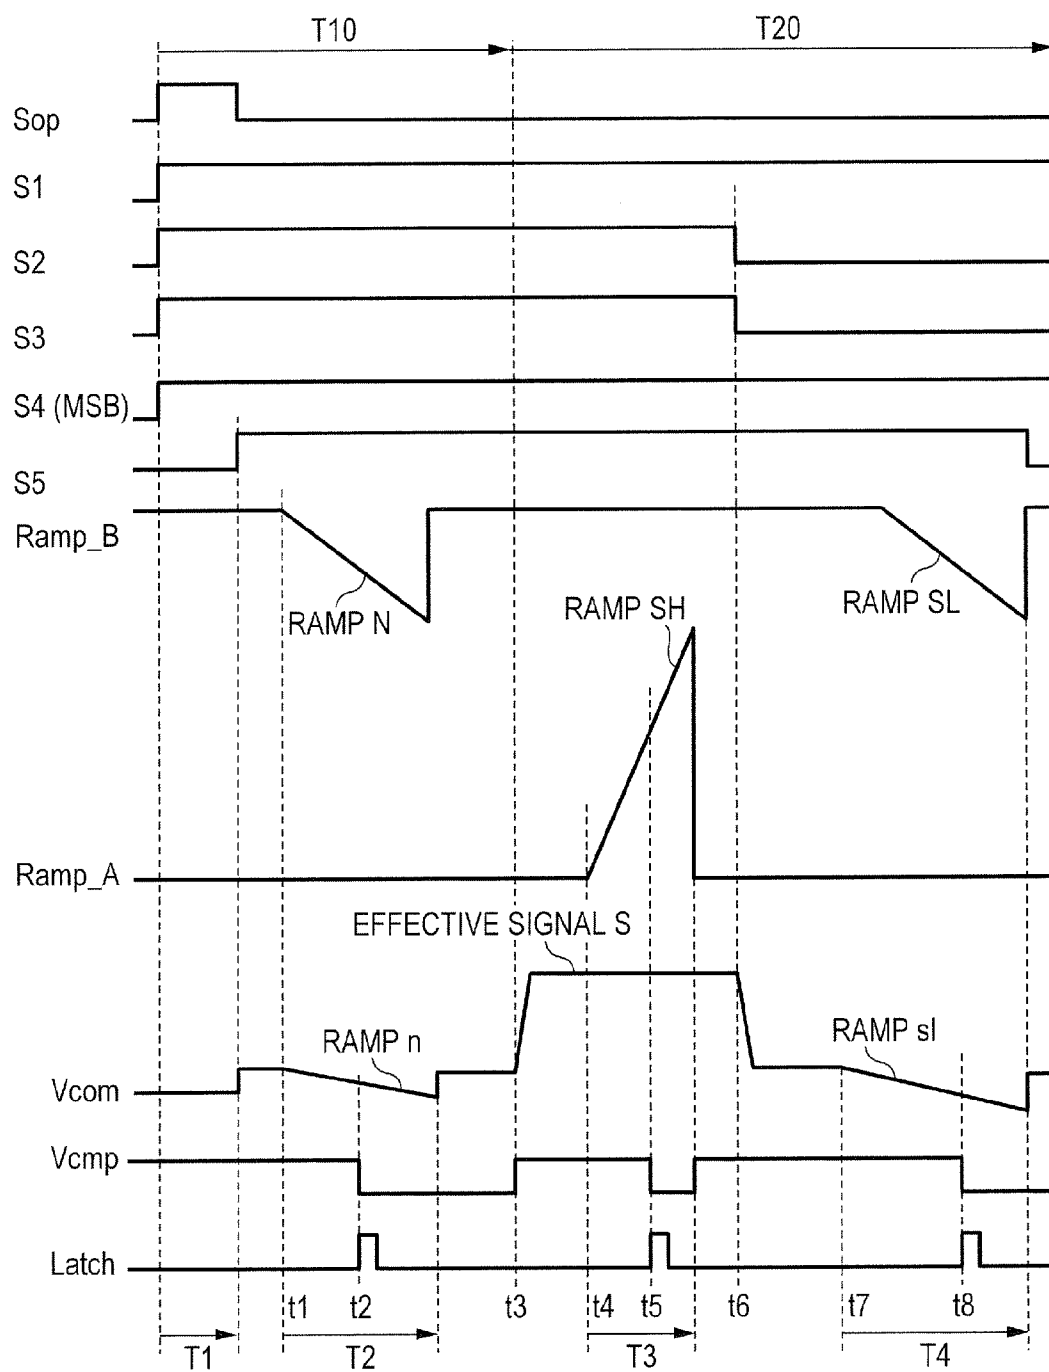 T10 T20
Sop
S1
S2
S3
S4 (MSB)
S5
Ramp_B
RAMP N
RAMP SH
RAMP SL
Ramp_A
EFFECTIVE SIGNAL S
RAMP n
RAMP sl
Vcom
Vcmp
Latch
t1 t2 t3 t4 t5 t6 t7 t8
T1 T2 T3 T4